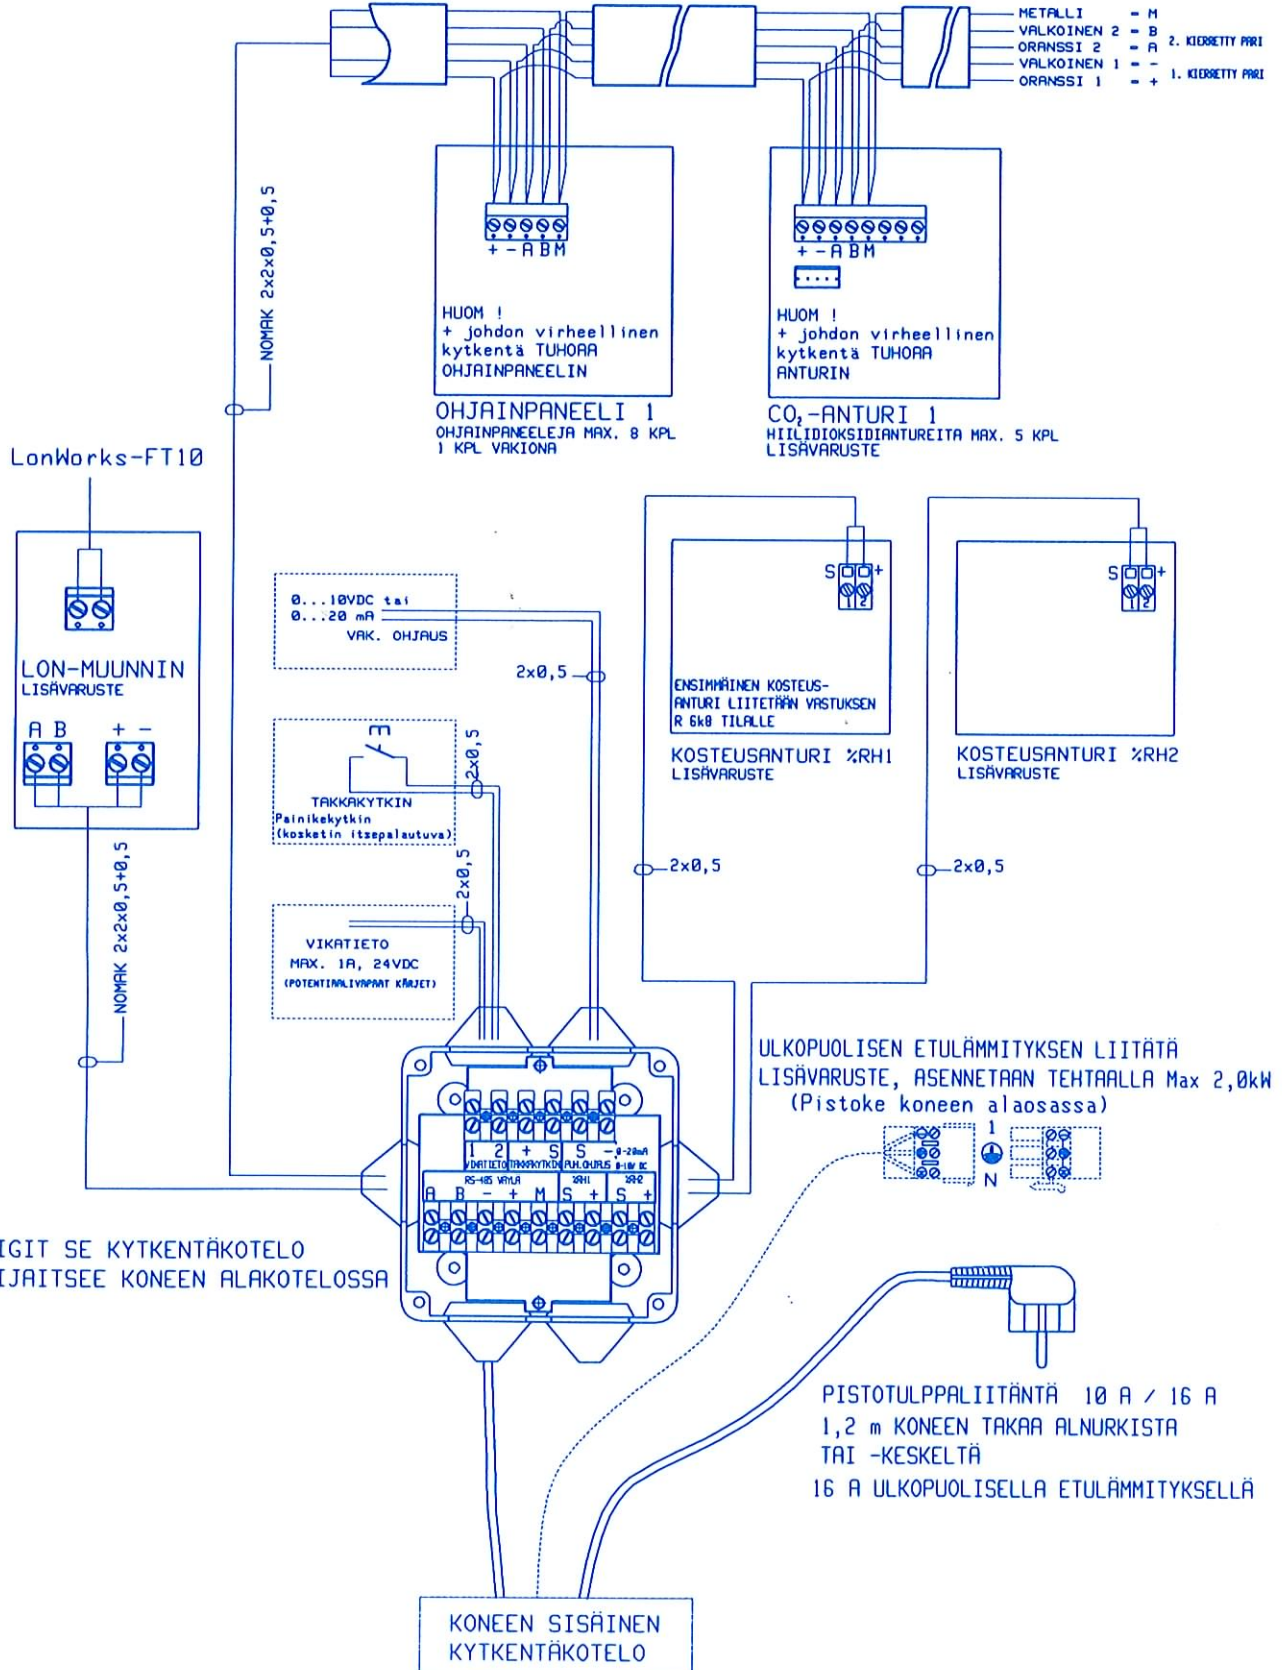 METALLI - M
VALKOINEN 2 - B
ORANSSI 2 - A
2. KIERRETTY PARI
VALKOINEN 1 - -
ORANSSI 1 - +
1. KIERRETTY PARI
NOMAK 2x2x0,5+0,5
+ - A B M
HUOM !
+ johdon virheellinen
kytkentä TUHOAA
OHJAINPANEELIN
OHJAINPANEELI 1
OHJAINPANEELEJA MAX. 8 KPL
1 KPL VAKIONA
+ - A B M
HUOM !
+ johdon virheellinen
kytkentä TUHOAA
ANTURIN
CO₂-ANTURI 1
HIILIDIOKSIDIANTUREITA MAX. 5 KPL
LISÄVARUSTE
LonWorks-FT10
LON-MUUNNIN
LISÄVARUSTE
A B + -
NOMAK 2x2x0,5+0,5
0...10VDC tai
0...20 mA
VAK. OHJAUS
2x0,5
TAKKAKYTKIN
Painikekytkin
(kosketin itsepalautuva)
2x0,5
VIKATIETO
MAX. 1A, 24VDC
(POTENTIAALIVAPAAT KÄRJET)
2x0,5
S +
1 2
ENSIMMÄINEN KOSTEUS-
ANTURI LIITETÄÄN VASTUKSEN
R 6k8 TILALLE
KOSTEUSANTURI %RH1
LISÄVARUSTE
2x0,5
S +
1 2
KOSTEUSANTURI %RH2
LISÄVARUSTE
2x0,5
1 2 + S S - 0-20mA
VIKATIETO TAKKAKYTKIN PUH.OHJAUS 0-10V DC
RS-485 VÄYLÄ %RH1 %RH2
A B - + M S + S +
IGIT SE KYTKENTÄKOTELO
IJAITSEE KONEEN ALAKOTELOSSA
ULKOPUOLISEN ETULÄMMITYKSEN LIITÄTÄ
LISÄVARUSTE, ASENNETAAN TEHTAALLA Max 2,0kW
(Pistoke koneen alaosassa)
1
N
PISTOTULPPALIITÄNTÄ 10 A / 16 A
1,2 m KONEEN TAKAA ALNURKISTA
TAI -KESKELTÄ
16 A ULKOPUOLISELLA ETULÄMMITYKSELLÄ
KONEEN SISÄINEN
KYTKENTÄKOTELO